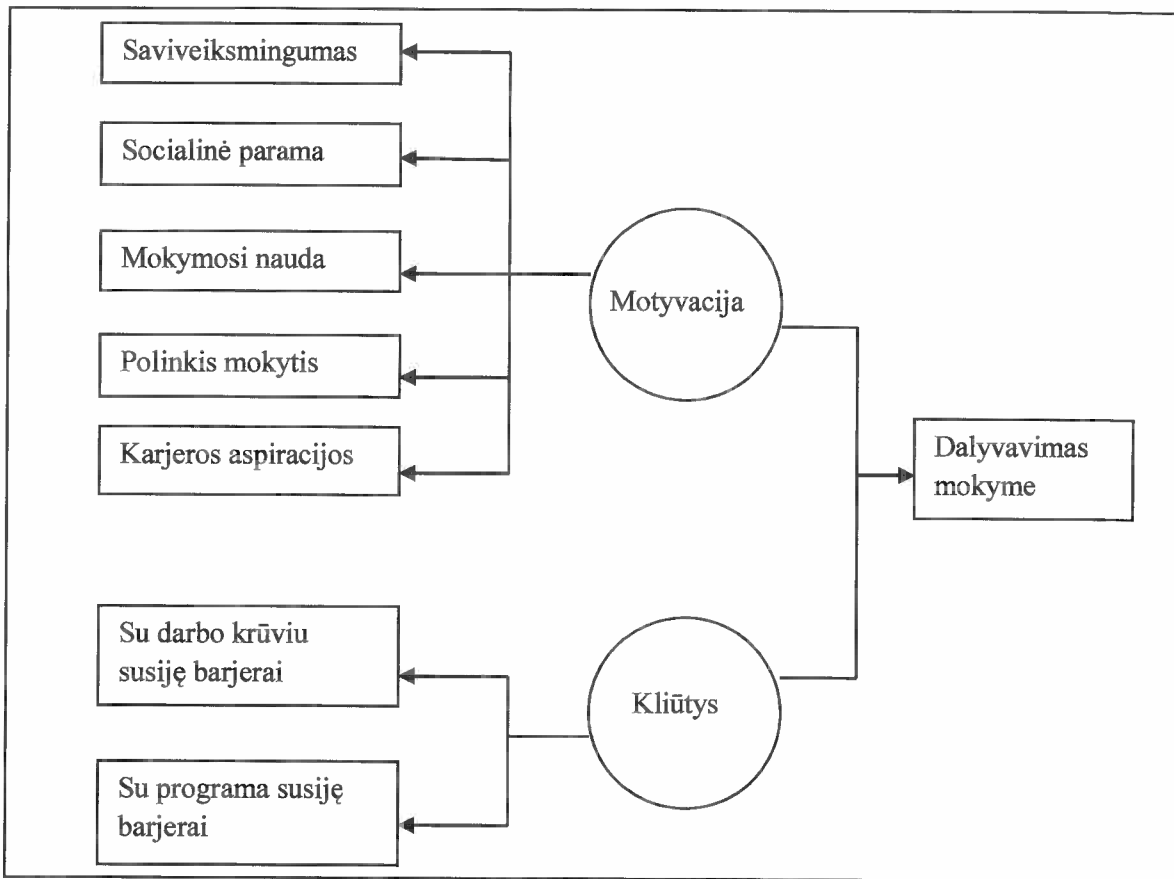 Saviveiksmingumas
Socialinė parama
Mokymosi nauda
Motyvacija
Polinkis mokytis
Karjeros aspiracijos
Dalyvavimas
mokyme
Su darbo krūviu
susiję barjerai
Kliūtys
Su programa susiję
barjerai